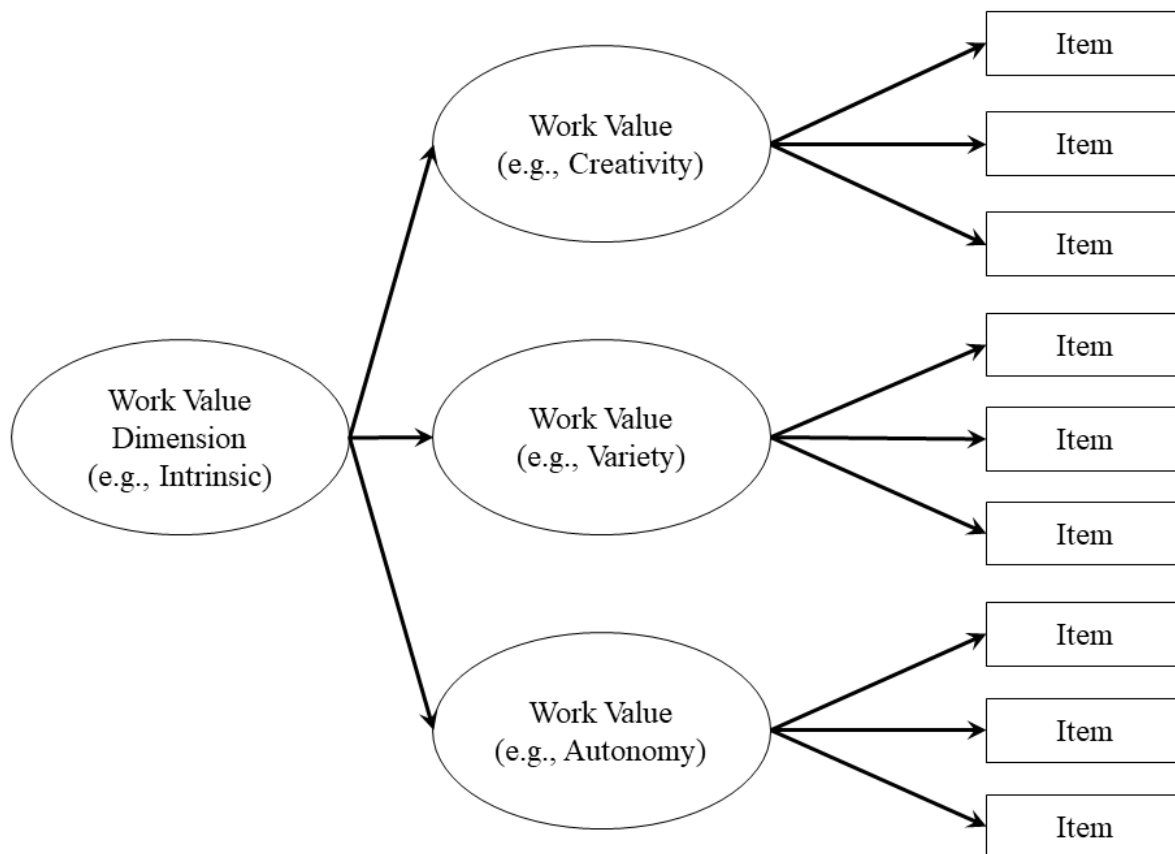 Work Value
Dimension
(e.g., Intrinsic)
Work Value
(e.g., Creativity)
Item
Item
Item
Work Value
(e.g., Variety)
Item
Item
Item
Work Value
(e.g., Autonomy)
Item
Item
Item